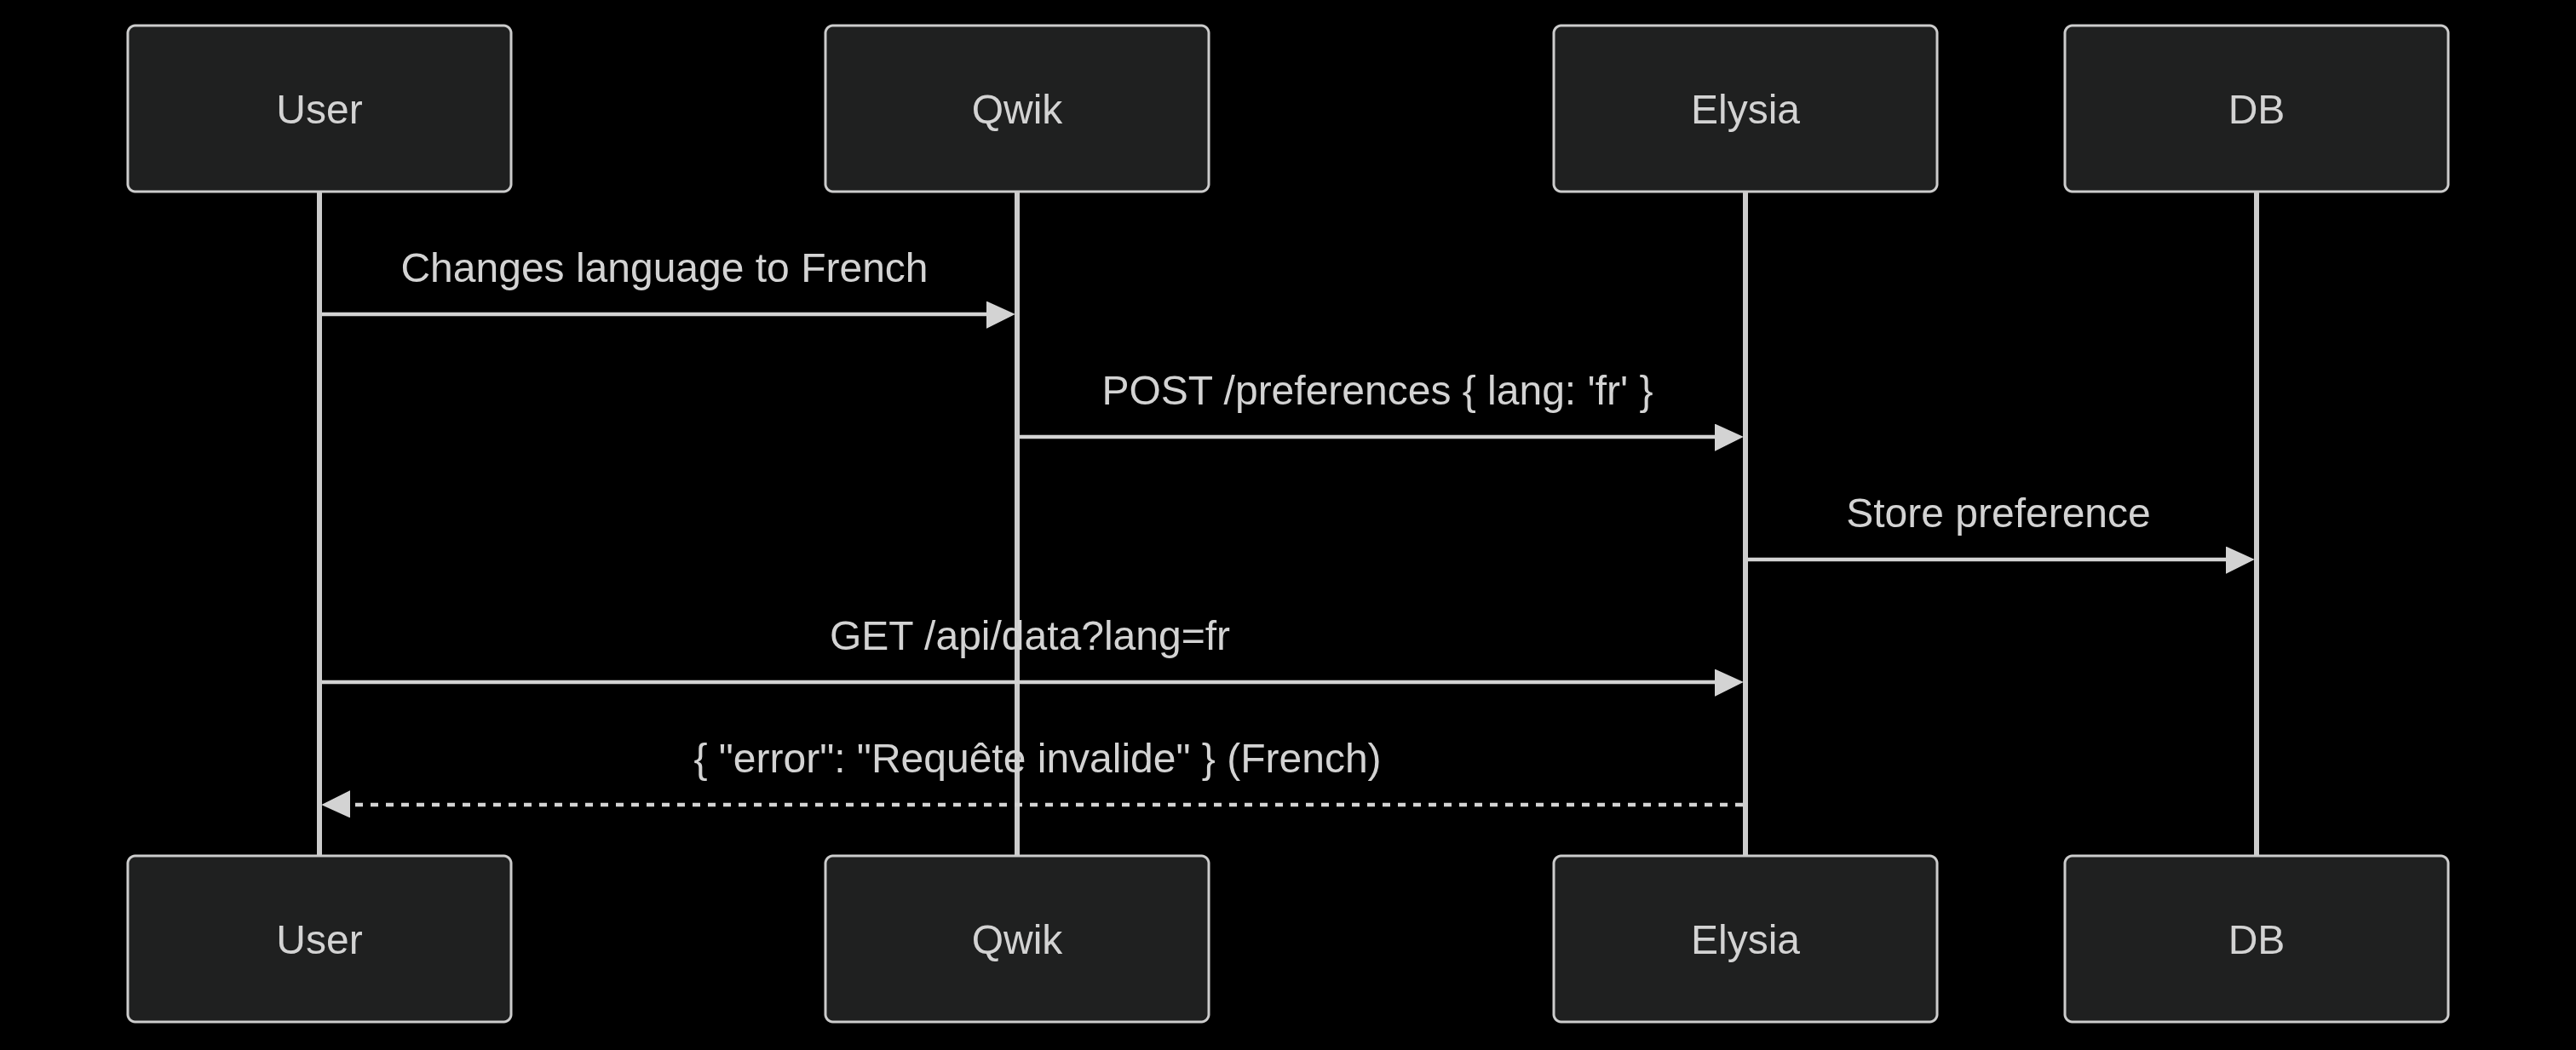 User
Qwik
Elysia
DB
Changes language to French
POST /preferences { lang: 'fr' }
Store preference
GET /api/data?lang=fr
{ "error": "Requête invalide" } (French)
User
Qwik
Elysia
DB